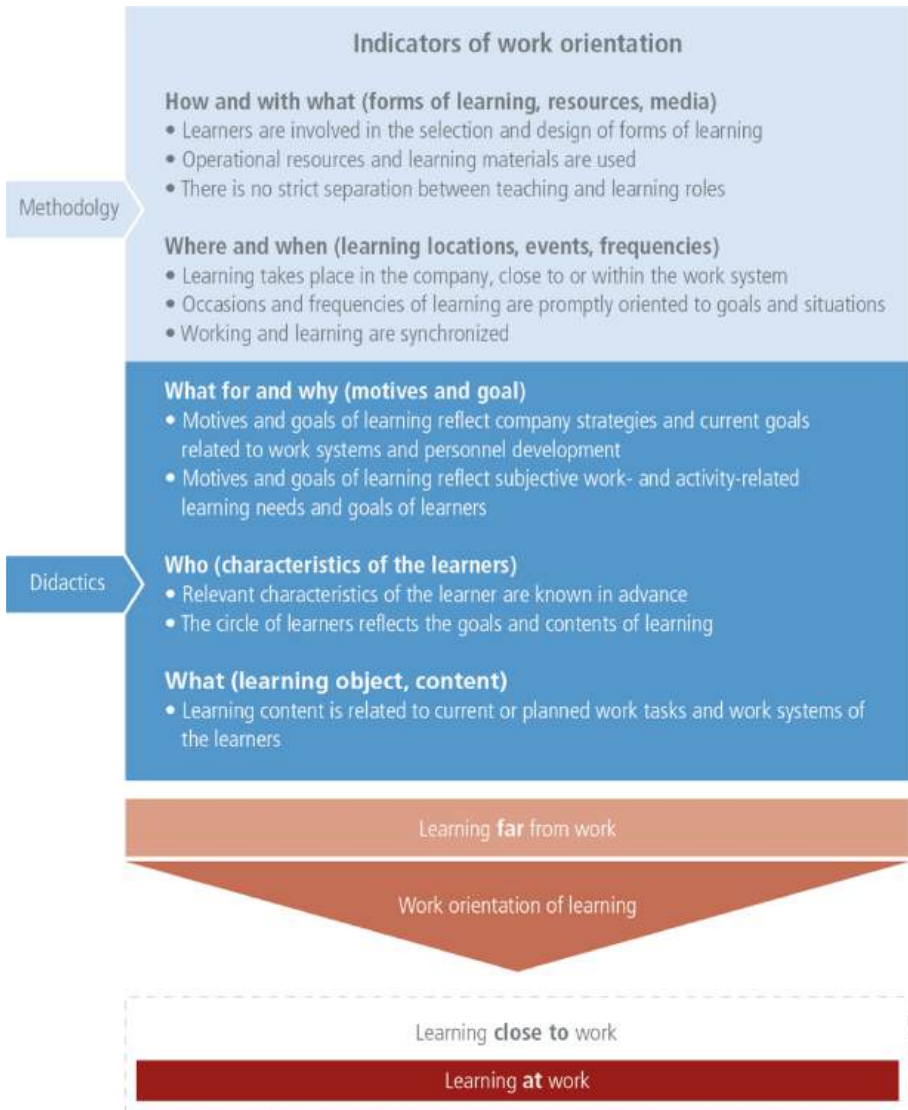 Indicators of work orientation
How and with what (forms of learning, resources, media)
• Learners are involved in the selection and design of forms of learning
• Operational resources and learning materials are used
• There is no strict separation between teaching and learning roles
Methodolgy
Where and when (learning locations, events, frequencies)
• Learning takes place in the company, close to or within the work system
• Occasions and frequencies of learning are promptly oriented to goals and situations
• Working and learning are synchronized
What for and why (motives and goal)
• Motives and goals of learning reflect company strategies and current goals
related to work systems and personnel development
• Motives and goals of learning reflect subjective work- and activity-related
learning needs and goals of learners
Didactics
Who (characteristics of the learners)
• Relevant characteristics of the learner are known in advance
• The circle of learners reflects the goals and contents of learning
What (learning object, content)
• Learning content is related to current or planned work tasks and work systems of
the learners
Learning far from work
Work orientation of learning
Learning close to work
Learning at work